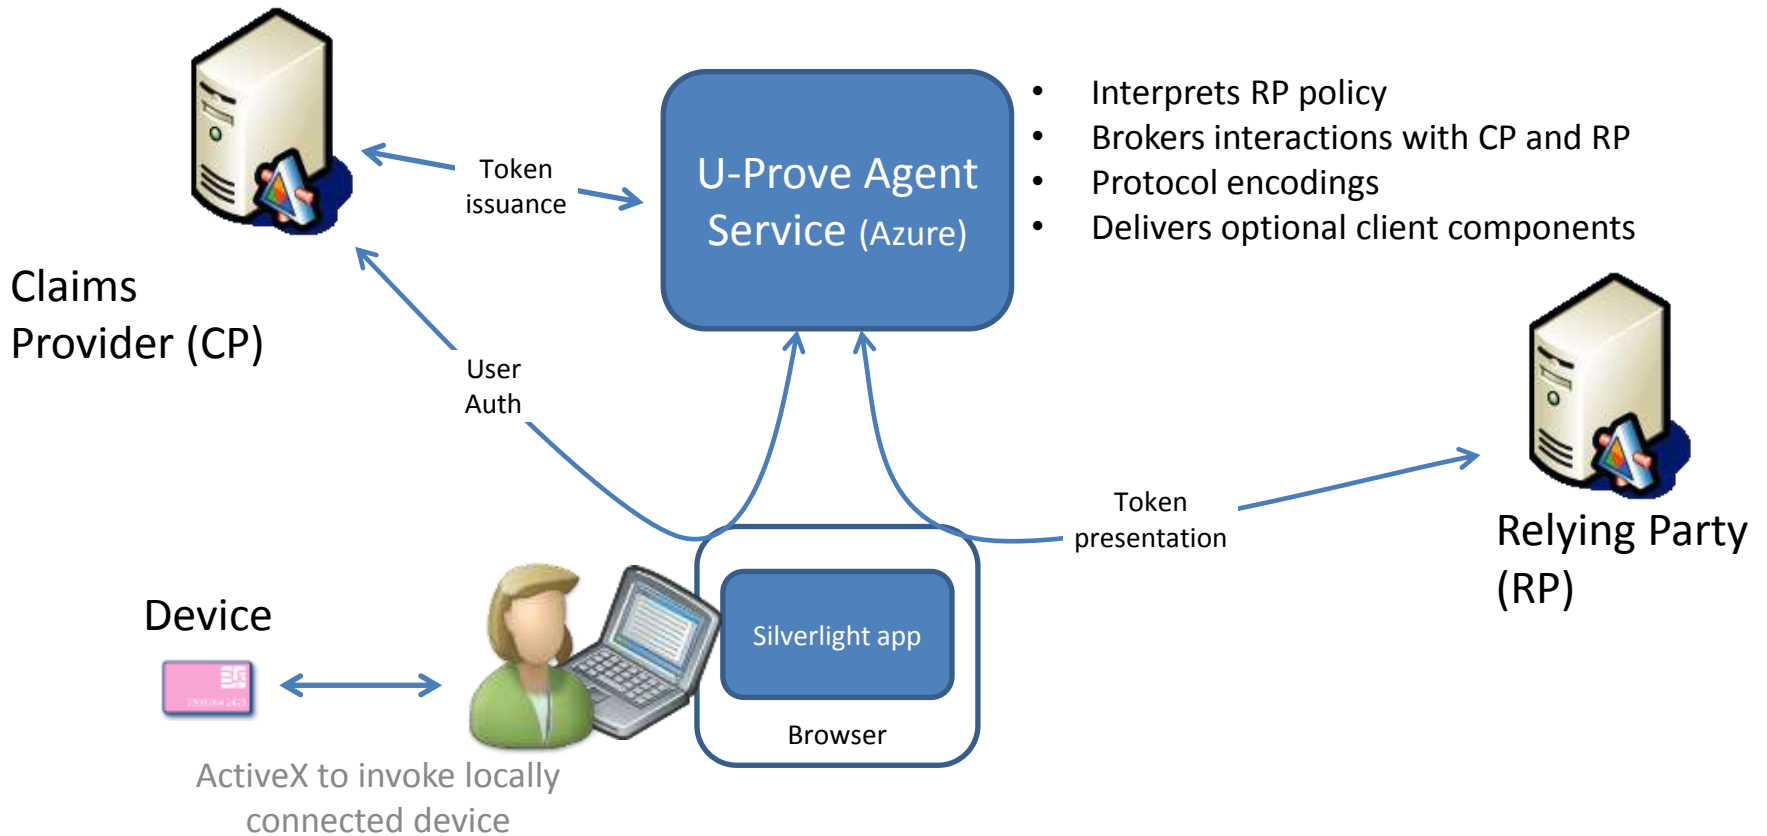 • Interprets RP policy
• Brokers interactions with CP and RP
• Protocol encodings
• Delivers optional client components
U-Prove Agent
Service (Azure)
Token
issuance
Claims
Provider (CP)
User
Auth
Token
presentation
Relying Party
(RP)
Device
Silverlight app
Browser
ActiveX to invoke locally
connected device